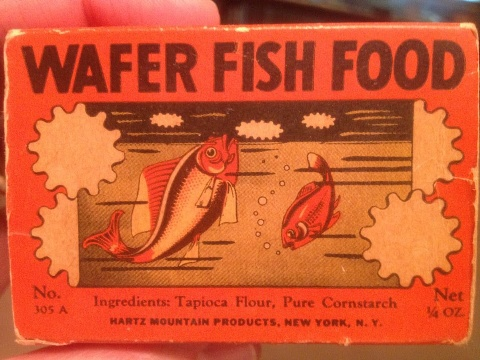 WAFER FISH FOOD
No.
305 A
Ingredients: Tapioca Flour, Pure Cornstarch
Net
¼ OZ.
HARTZ MOUNTAIN PRODUCTS, NEW YORK, N. Y.